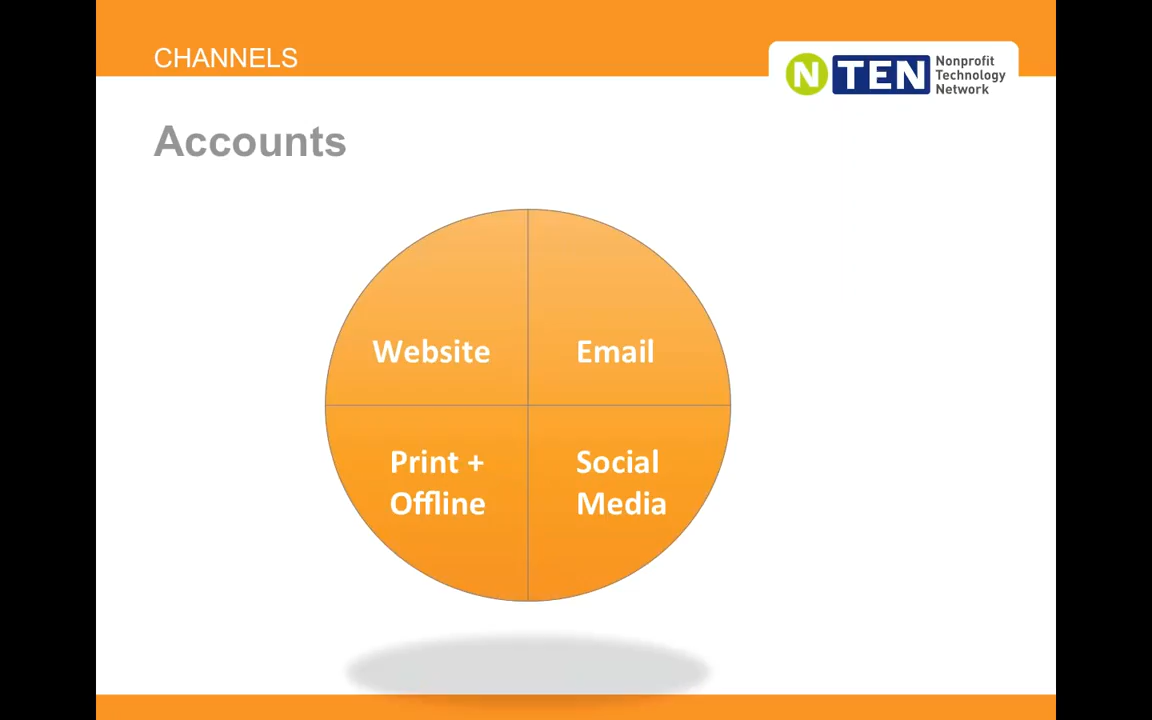 CHANNELS
N TEN
Nonprofit
Technology
Network
Accounts
Website
Email
Print +
Offline
Social
Media